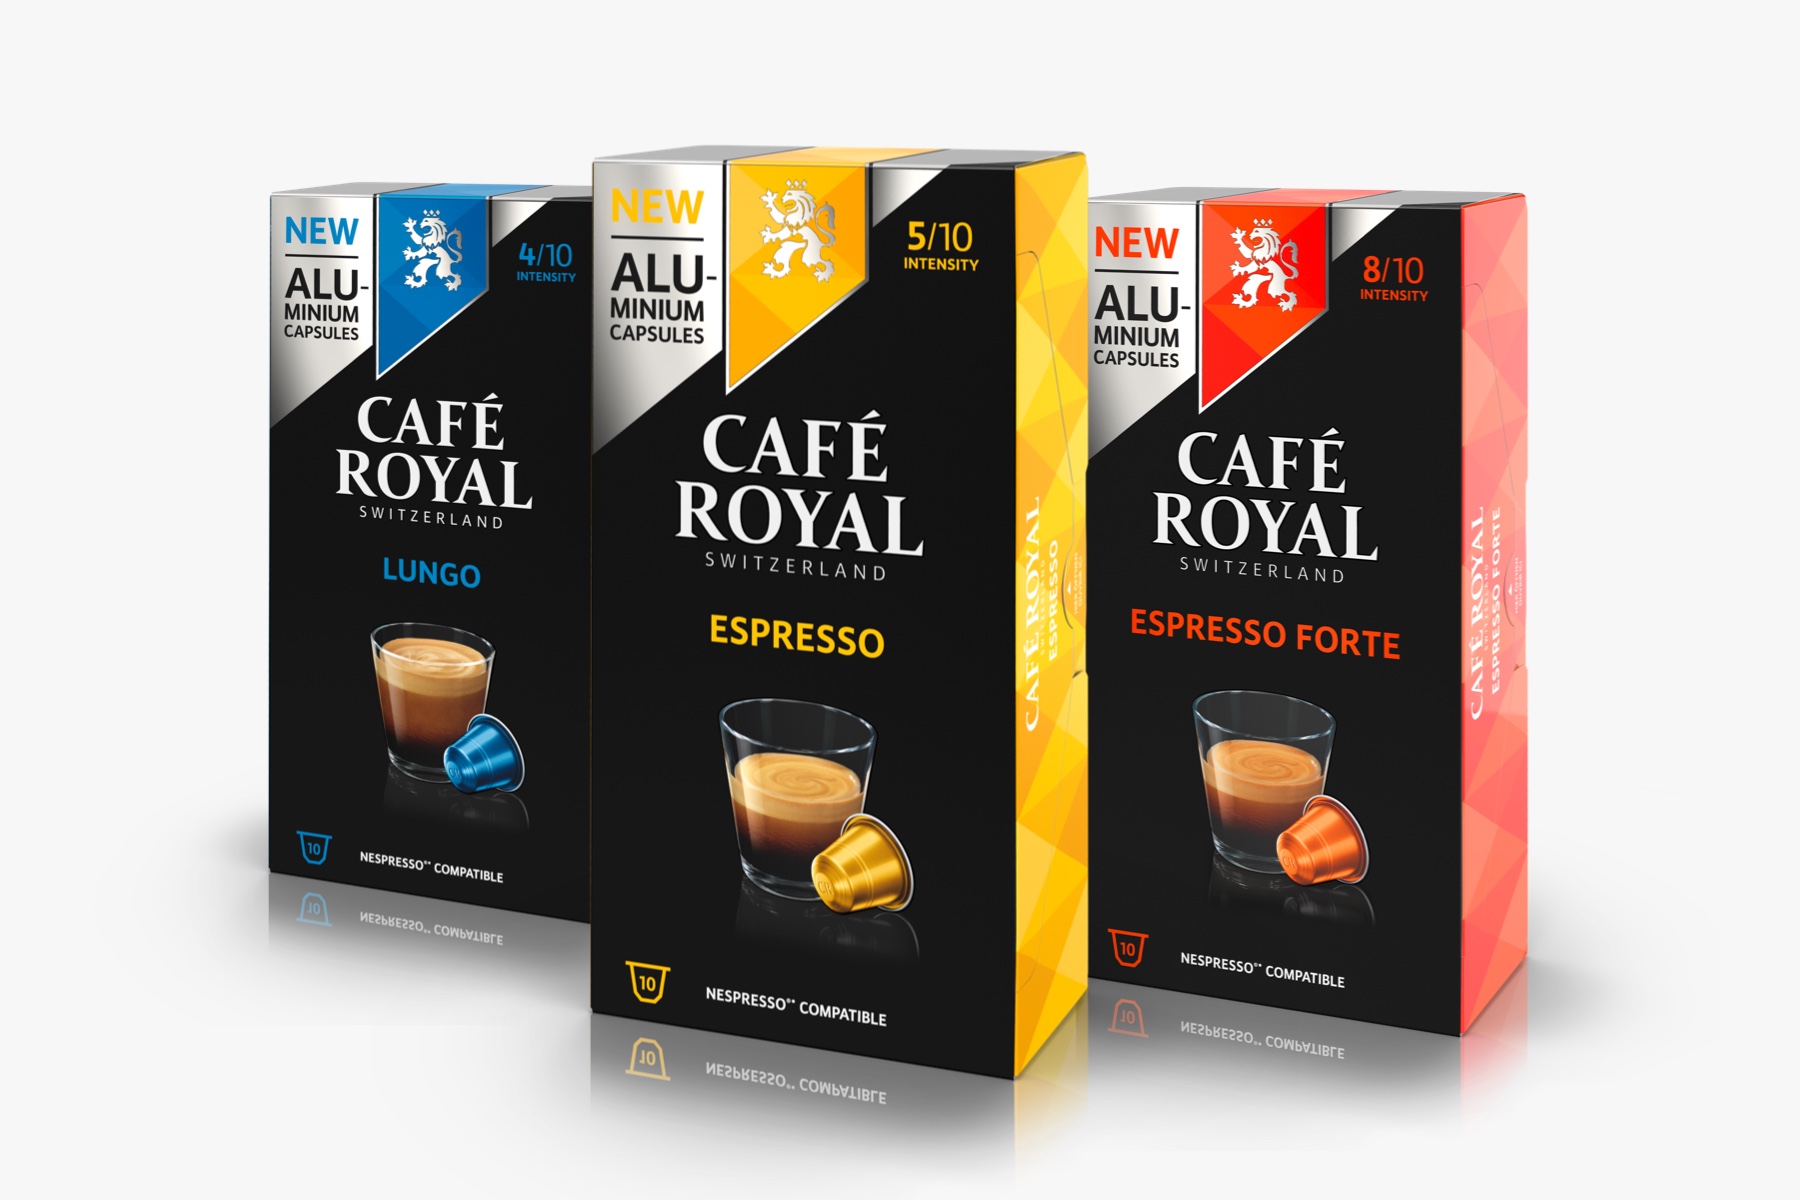 NEW
ALU-
MINIUM
CAPSULES
4/10
INTENSITY
CAFÉ
ROYAL
SWITZERLAND
LUNGO
10
NESPRESSO®* COMPATIBLE
NEW
ALU-
MINIUM
CAPSULES
5/10
INTENSITY
CAFÉ
ROYAL
SWITZERLAND
ESPRESSO
10
NESPRESSO®* COMPATIBLE
CAFÉ ROYAL
SWITZERLAND
ESPRESSO
NEW
ALU-
MINIUM
CAPSULES
8/10
INTENSITY
CAFÉ
ROYAL
SWITZERLAND
ESPRESSO FORTE
10
NESPRESSO®* COMPATIBLE
CAFÉ ROYAL
SWITZERLAND
ESPRESSO FORTE